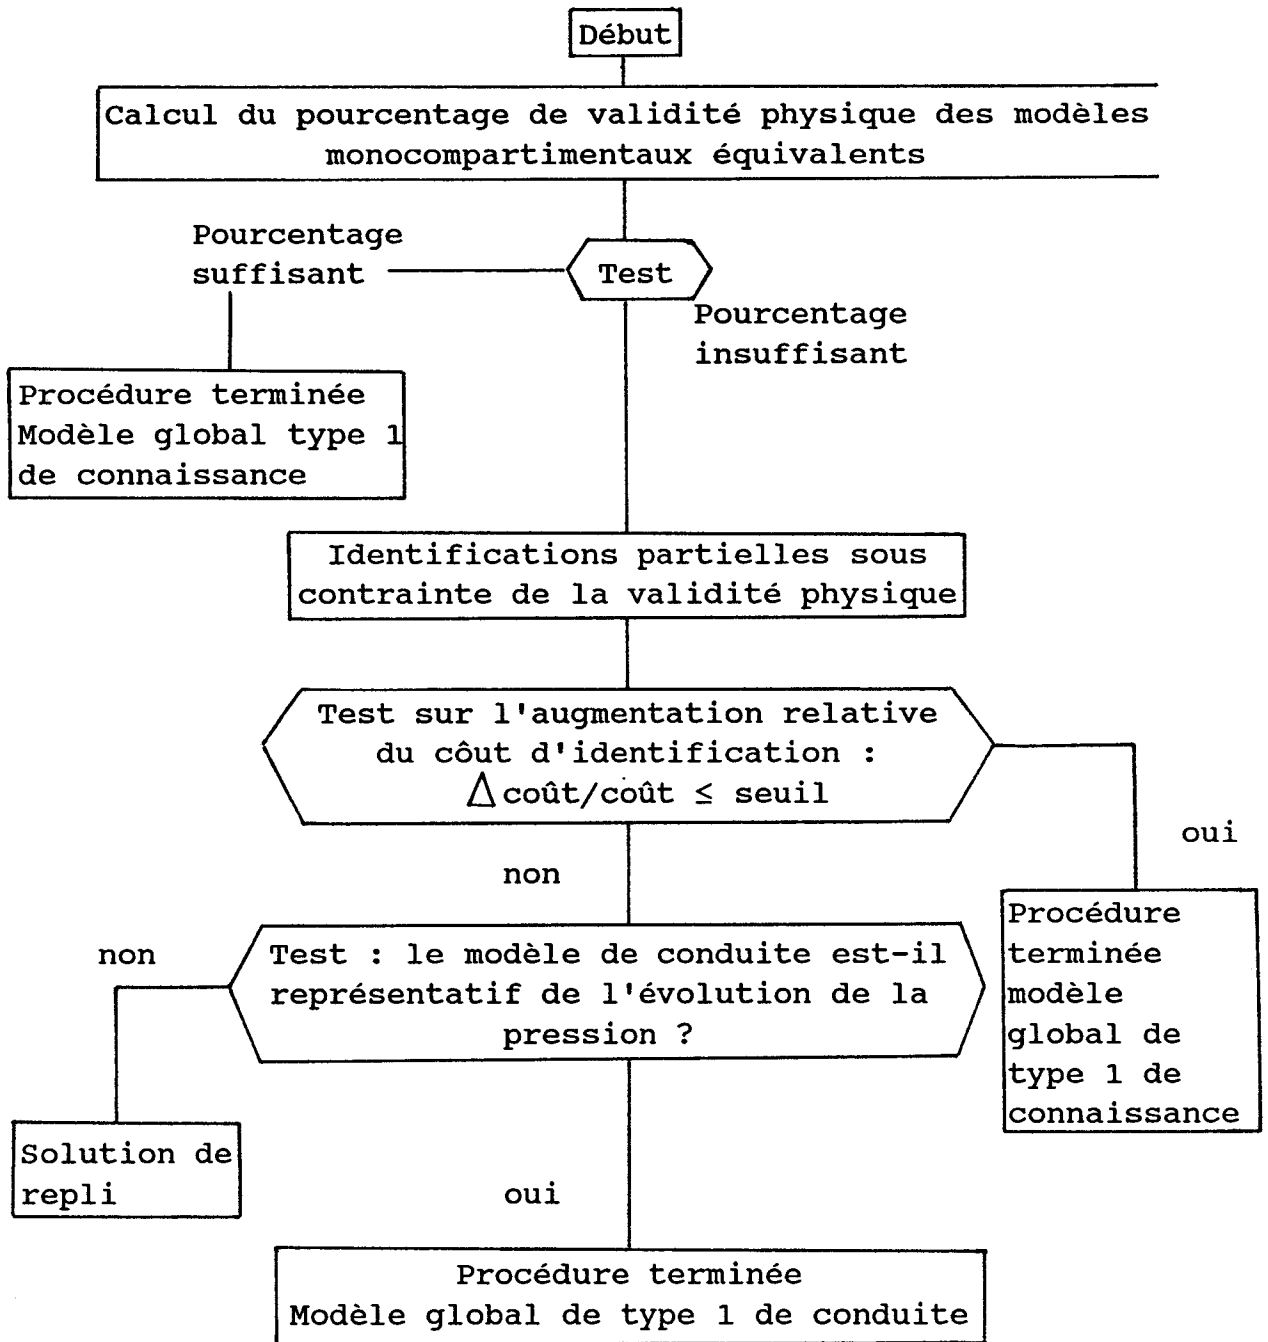 Début
Calcul du pourcentage de validité physique des modèles
monocompartimentaux équivalents
Pourcentage
suffisant
Test
Pourcentage
insuffisant
Procédure terminée
Modèle global type 1
de connaissance
Identifications partielles sous
contrainte de la validité physique
Test sur l'augmentation relative
du côut d'identification :
Δ coût/coût ≤ seuil
oui
non
Procédure
terminée
modèle
global de
type 1 de
connaissance
non
Test : le modèle de conduite est-il
représentatif de l'évolution de la
pression ?
Solution de
repli
oui
Procédure terminée
Modèle global de type 1 de conduite